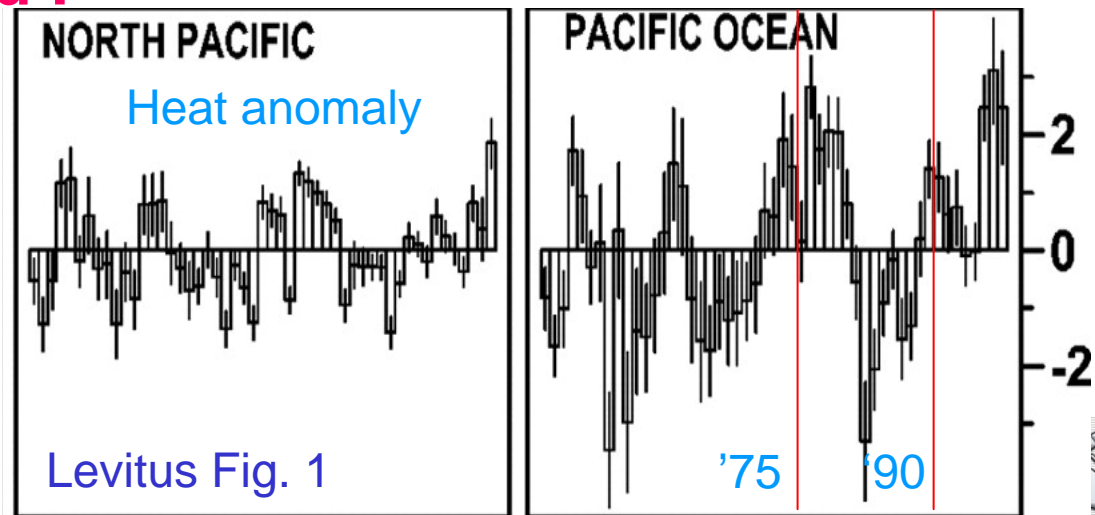 NORTH PACIFIC
Heat anomaly
Levitus Fig. 1
PACIFIC OCEAN
2
0
-2
'75
'90